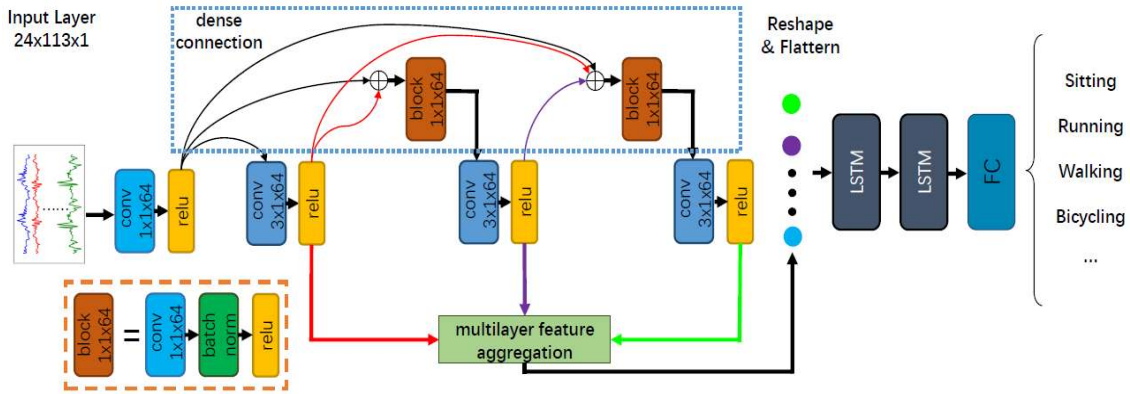 Input Layer
24x113x1
dense
connection
Reshape
& Flattern
block
1x1x64
block
1x1x64
conv
1x1x64
relu
conv
3x1x64
relu
conv
3x1x64
relu
conv
3x1x64
relu
LSTM
LSTM
FC
Sitting
Running
Walking
Bicycling
...
block
1x1x64
=
conv
1x1x64
batch
norm
relu
multilayer feature
aggregation